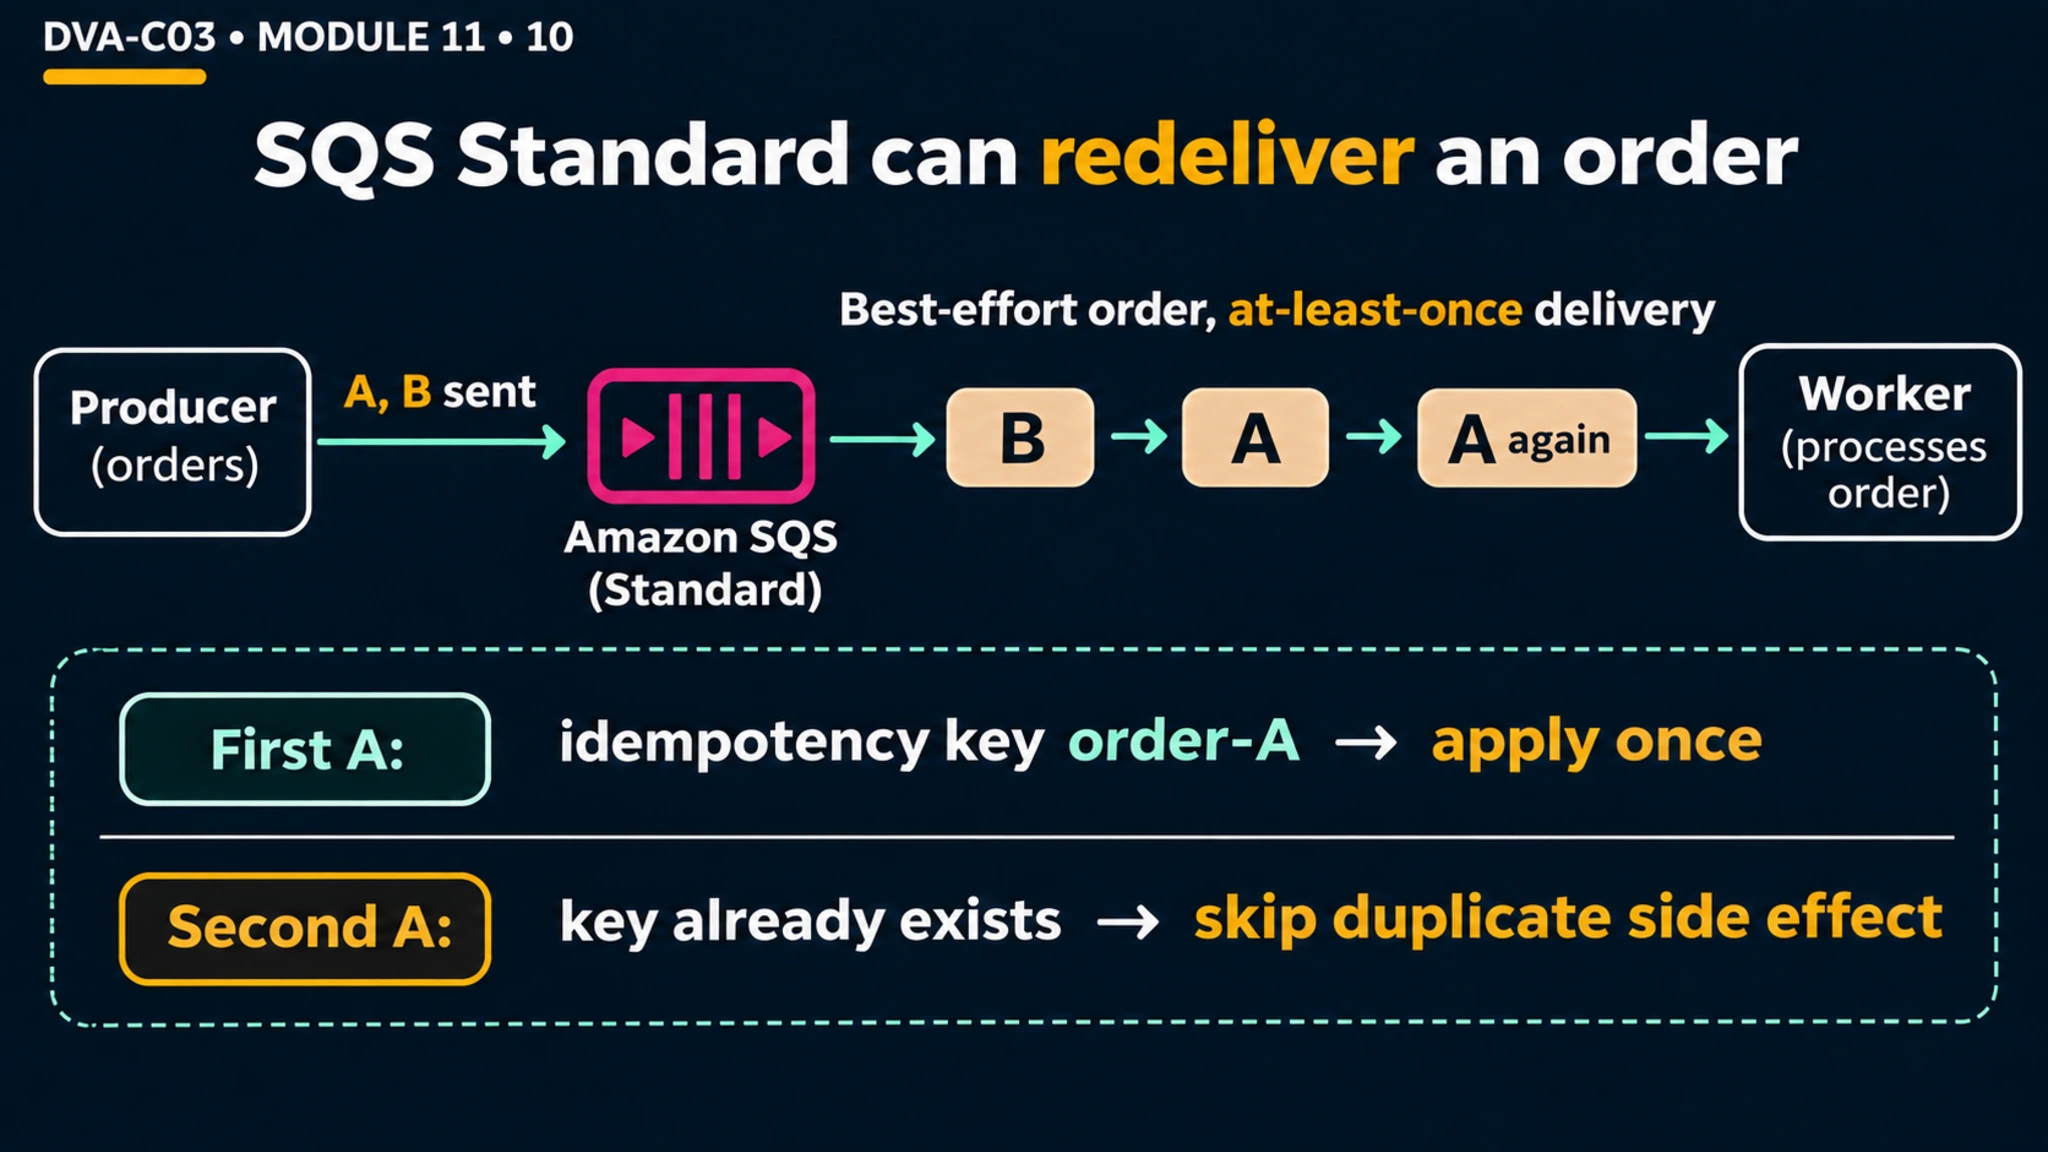 DVA-C03 • MODULE 11 • 10
SQS Standard can redeliver an order
Best-effort order, at-least-once delivery
Producer
(orders)
A, B sent
Amazon SQS
(Standard)
B
A
A again
Worker
(processes
order)
First A:
idempotency key order-A → apply once
Second A:
key already exists → skip duplicate side effect